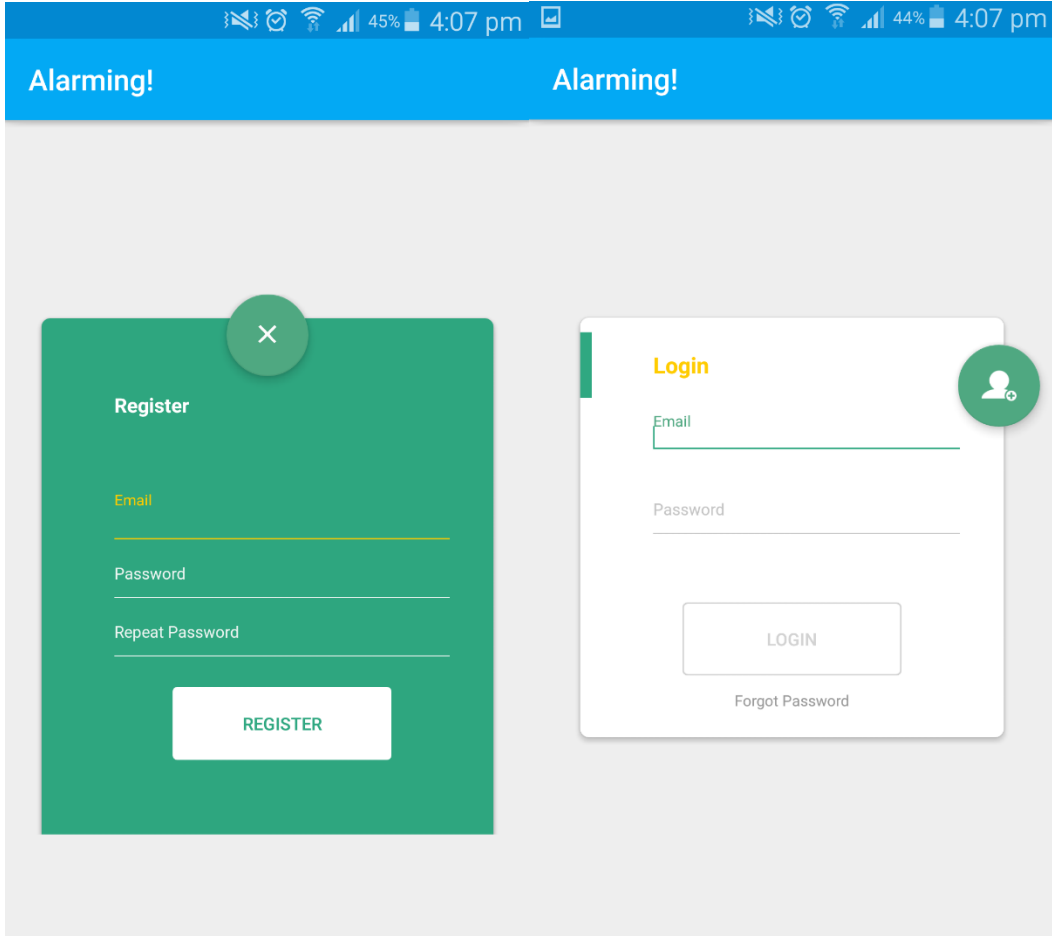 45% 4:07 pm
Alarming!
Register
Email
Password
Repeat Password
REGISTER
44% 4:07 pm
Alarming!
Login
Email
Password
LOGIN
Forgot Password